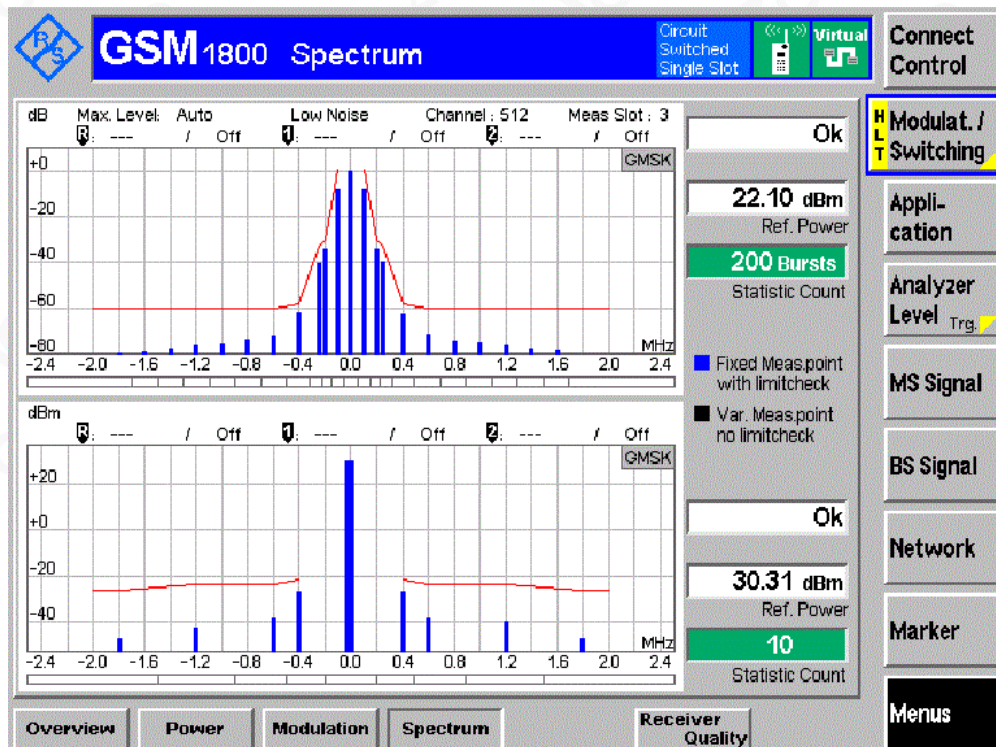 R S
GSM 1800 Spectrum
Circuit
Switched
Single Slot
Virtual
Connect
Control
dB Max. Level: Auto Low Noise Channel : 512 Meas Slot : 3
R : --- / Off 1 : --- / Off 2 : --- / Off
GMSK
+0
-20
-40
-60
-80
MHz
-2.4 -2.0 -1.6 -1.2 -0.8 -0.4 0.0 0.4 0.8 1.2 1.6 2.0 2.4
Ok
22.10 dBm
Ref. Power
200 Bursts
Statistic Count
Fixed Meas.point
with limitcheck
Var. Meas.point
no limitcheck
dBm
R : --- / Off 1 : --- / Off 2 : --- / Off
GMSK
+20
+0
-20
-40
MHz
-2.4 -2.0 -1.6 -1.2 -0.8 -0.4 0.0 0.4 0.8 1.2 1.6 2.0 2.4
Ok
30.31 dBm
Ref. Power
10
Statistic Count
HLT
Modulat. /
Switching
Appli-
cation
Analyzer
Level Trg.
MS Signal
BS Signal
Network
Marker
Menus
Overview
Power
Modulation
Spectrum
Receiver
Quality